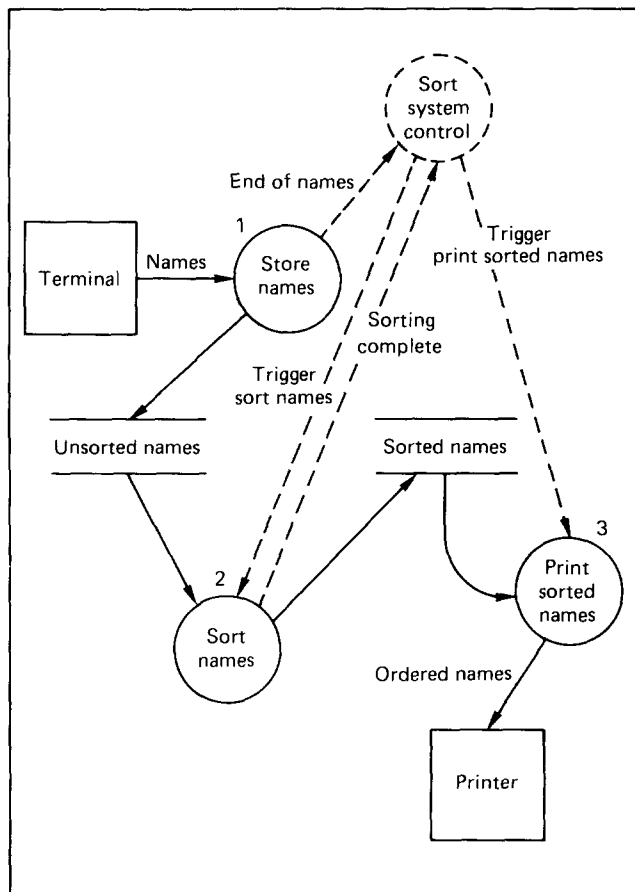 Sort
system
control
End of names
1
Terminal
Names
Store
names
Trigger
print sorted names
Sorting
complete
Trigger
sort names
Unsorted names
Sorted names
2
Sort
names
3
Print
sorted
names
Ordered names
Printer